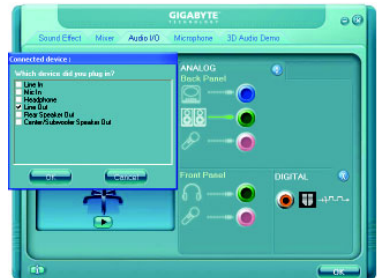 GIGABYTE
TECHNOLOGY
Sound Effect
Mixer
Audio I/O
Microphone
3D Audio Demo
Connected device :
Which device did you plug in?
Line In
Mic In
Headphone
Line Out
Rear Speaker Out
Center/Subwoofer Speaker Out
OK
Cancel
ANALOG
Back Panel
Front Panel
DIGITAL
OK